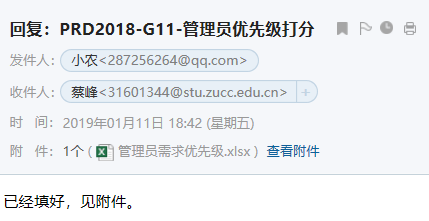 回复：PRD2018-G11-管理员优先级打分
发件人：小农<287256264@qq.com>
收件人：蔡峰<31601344@stu.zucc.edu.cn> +
时　间：2019年01月11日 18:42 (星期五)
附　件：1个 ( 管理员需求优先级.xlsx ) 查看附件
已经填好，见附件。